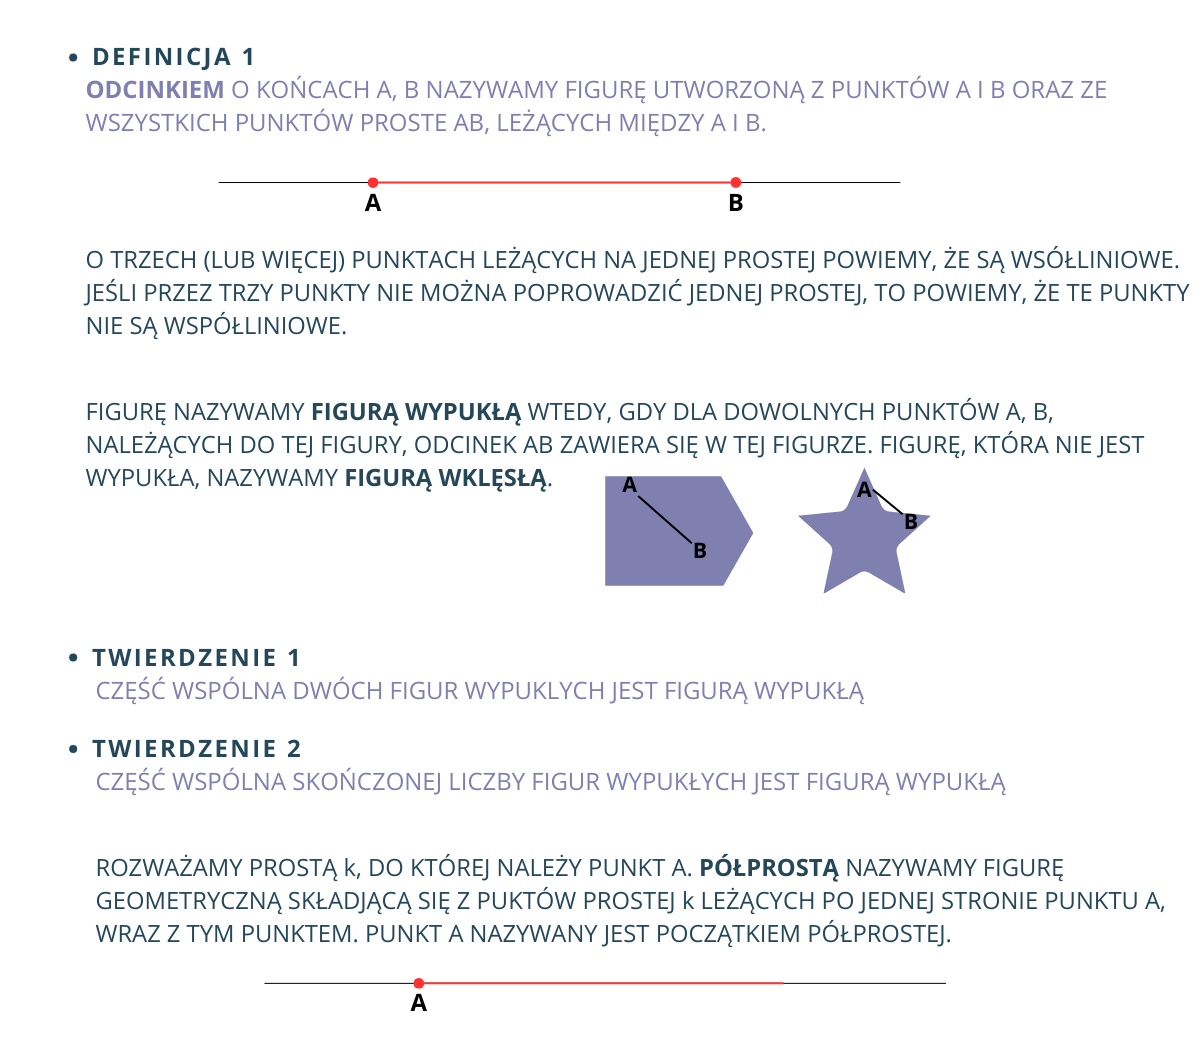 • DEFINICJA 1
ODCINKIEM O KOŃCACH A, B NAZYWAMY FIGURĘ UTWORZONĄ Z PUNKTÓW A I B ORAZ ZE
WSZYSTKICH PUNKTÓW PROSTE AB, LEŻĄCYCH MIĘDZY A I B.
A B
O TRZECH (LUB WIĘCEJ) PUNKTACH LEŻĄCYCH NA JEDNEJ PROSTEJ POWIEMY, ŻE SĄ WSÓŁLINIOWE.
JEŚLI PRZEZ TRZY PUNKTY NIE MOŻNA POPROWADZIĆ JEDNEJ PROSTEJ, TO POWIEMY, ŻE TE PUNKTY
NIE SĄ WSPÓŁLINIOWE.
FIGURĘ NAZYWAMY FIGURĄ WYPUKŁĄ WTEDY, GDY DLA DOWOLNYCH PUNKTÓW A, B,
NALEŻĄCYCH DO TEJ FIGURY, ODCINEK AB ZAWIERA SIĘ W TEJ FIGURZE. FIGURĘ, KTÓRA NIE JEST
WYPUKŁA, NAZYWAMY FIGURĄ WKLĘSŁĄ.
A
B
A
B
• TWIERDZENIE 1
CZĘŚĆ WSPÓLNA DWÓCH FIGUR WYPUKLYCH JEST FIGURĄ WYPUKŁĄ
• TWIERDZENIE 2
CZĘŚĆ WSPÓLNA SKOŃCZONEJ LICZBY FIGUR WYPUKŁYCH JEST FIGURĄ WYPUKŁĄ
ROZWAŻAMY PROSTĄ k, DO KTÓREJ NALEŻY PUNKT A. PÓŁPROSTĄ NAZYWAMY FIGURĘ
GEOMETRYCZNĄ SKŁADJĄCĄ SIĘ Z PUKTÓW PROSTEJ k LEŻĄCYCH PO JEDNEJ STRONIE PUNKTU A,
WRAZ Z TYM PUNKTEM. PUNKT A NAZYWANY JEST POCZĄTKIEM PÓŁPROSTEJ.
A